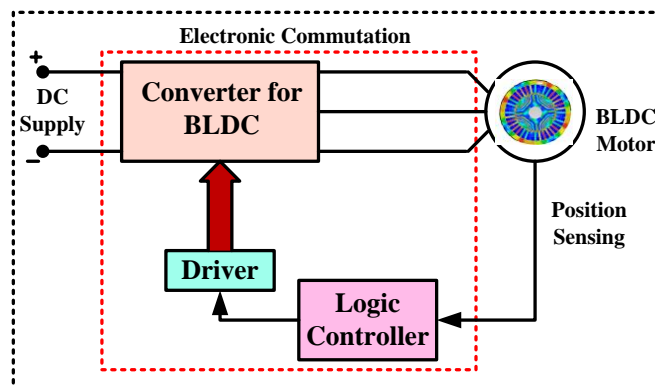 Electronic Commutation
+
DC
Supply
−
Converter for
BLDC
BLDC
Motor
Position
Sensing
Driver
Logic
Controller